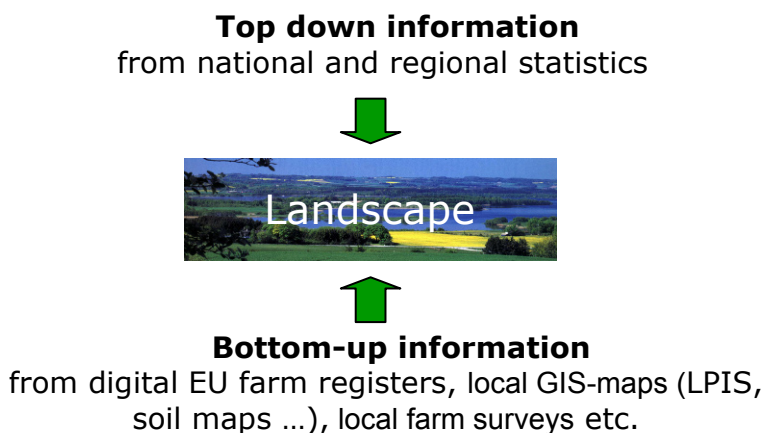 Top down information
from national and regional statistics
Landscape
Bottom-up information
from digital EU farm registers, local GIS-maps (LPIS,
soil maps …), local farm surveys etc.